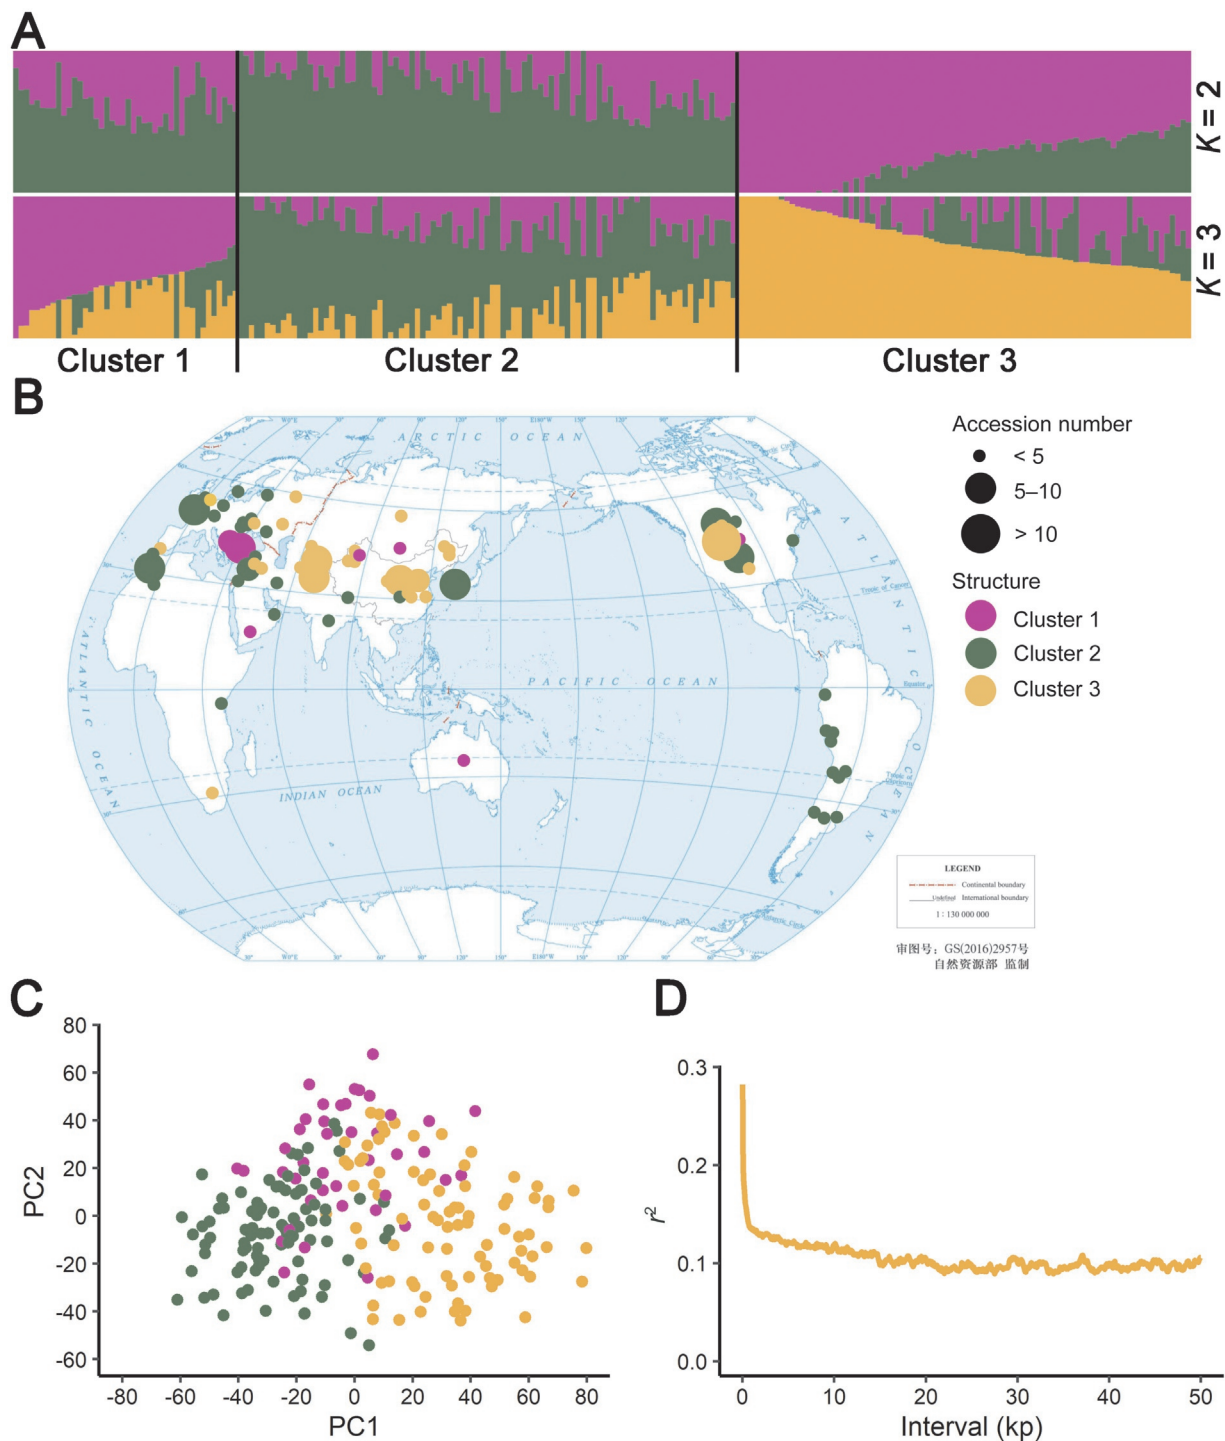 A
K = 2
K = 3
Cluster 1
Cluster 2
Cluster 3
B
ARCTIC OCEAN
ATLANTIC OCEAN
PACIFIC OCEAN
Equator
INDIAN OCEAN
ATLANTIC OCEAN
Accession number
< 5
5–10
> 10
Structure
Cluster 1
Cluster 2
Cluster 3
LEGEND
Continental boundary
Undefined International boundary
1: 130 000 000
审图号：GS(2016)2957号
自然资源部 监制
C
PC2
80
60
40
20
0
-20
-40
-60
-80 -60 -40 -20 0 20 40 60 80
PC1
D
r²
0.3
0.2
0.1
0.0
0 10 20 30 40 50
Interval (kp)